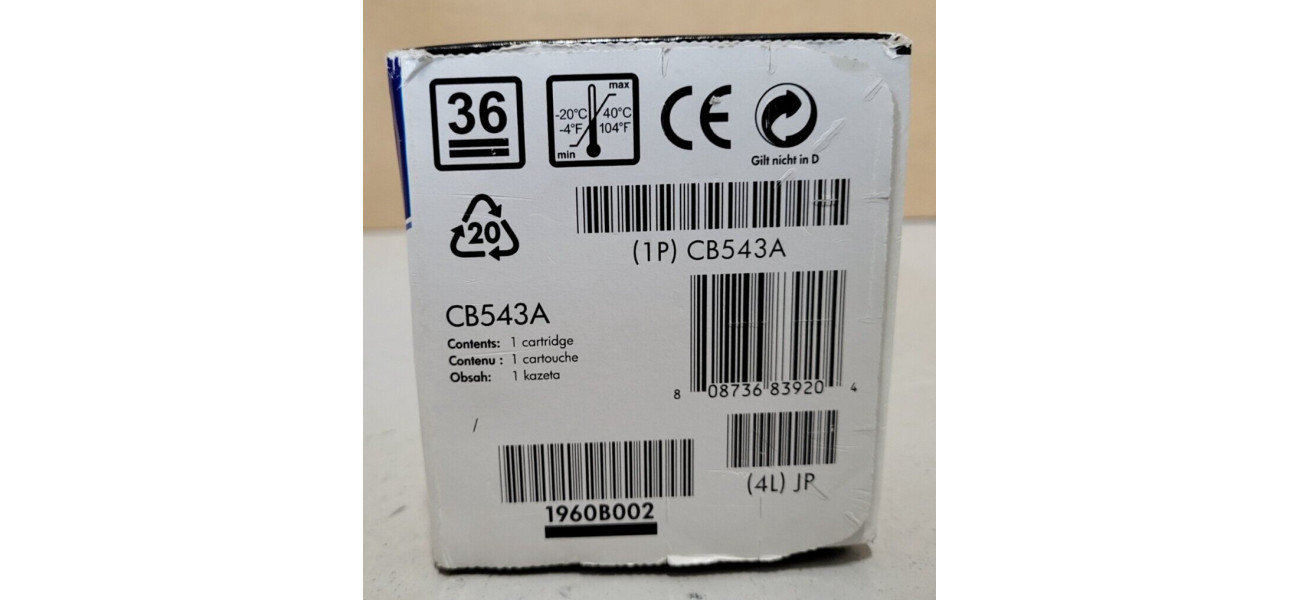 36
max
-20°C 40°C
-4°F 104°F
min
CE
Gilt nicht in D
20
(1P) CB543A
CB543A
Contents: 1 cartridge
Contenu : 1 cartouche
Obsah: 1 kazeta
8 08736 83920 4
/
(4L) JP
1960B002